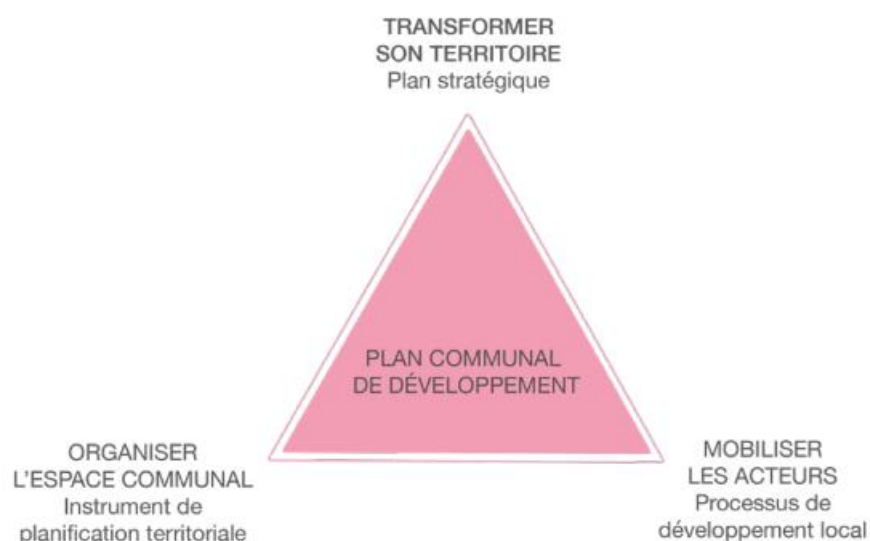 TRANSFORMER
SON TERRITOIRE
Plan stratégique
PLAN COMMUNAL
DE DÉVELOPPEMENT
ORGANISER
L'ESPACE COMMUNAL
Instrument de
planification territoriale
MOBILISER
LES ACTEURS
Processus de
développement local